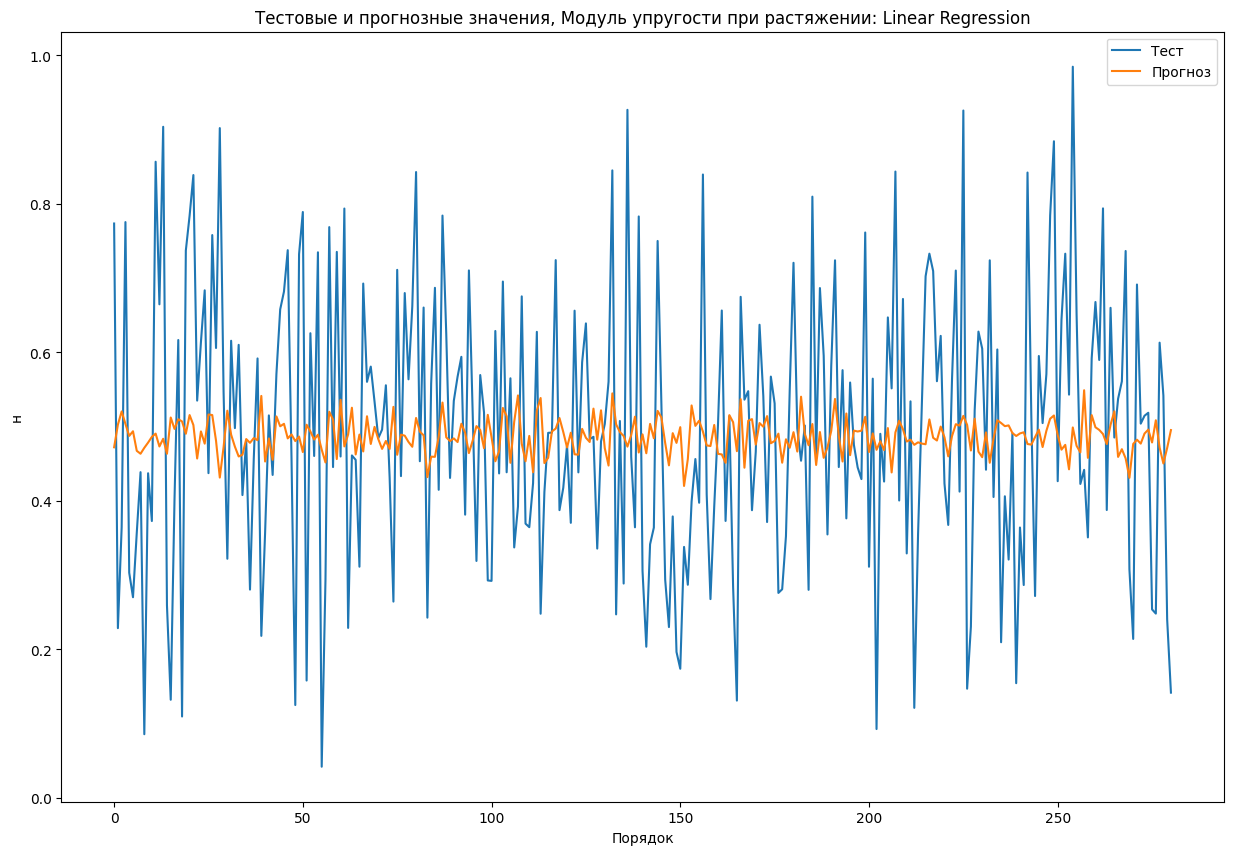 Тестовые и прогнозные значения, Модуль упругости при растяжении: Linear Regression
Тест
Прогноз
1.0
0.8
0.6
0.4
0.2
0.0
н
0
50
100
150
200
250
Порядок